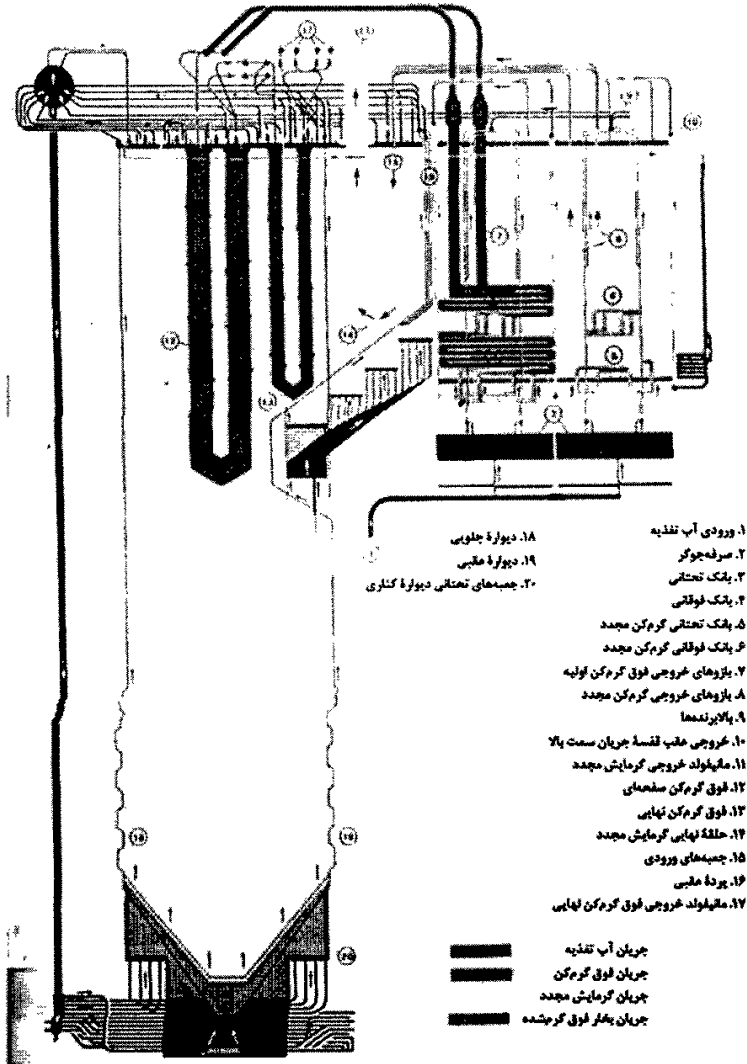 ۱. ورودی آب تغذیه
۲. صرفه‌جوگر
۳. بانک تحتانی
۴. بانک فوقانی
۵. بانک تحتانی گرم‌کن مجدد
۶. بانک فوقانی گرم‌کن مجدد
۷. بازوهای خروجی فوق گرم‌کن اولیه
۸. بازوهای خروجی گرم‌کن مجدد
۹. بالابرنده‌ها
۱۰. خروجی عقب قفسهٔ جریان سمت بالا
۱۱. مانیفولد خروجی گرمایش مجدد
۱۲. فوق گرم‌کن صفحه‌ای
۱۳. فوق گرم‌کن نهایی
۱۴. حلقهٔ نهایی گرمایش مجدد
۱۵. جعبه‌های ورودی
۱۶. پردهٔ عقبی
۱۷. مانیفولد خروجی فوق گرم‌کن نهایی
۱۸. دیوارهٔ جلویی
۱۹. دیوارهٔ عقبی
۲۰. جعبه‌های تحتانی دیوارهٔ کناری
جریان آب تغذیه
جریان فوق گرم‌کن
جریان گرمایش مجدد
جریان بخار فوق گرم‌شده